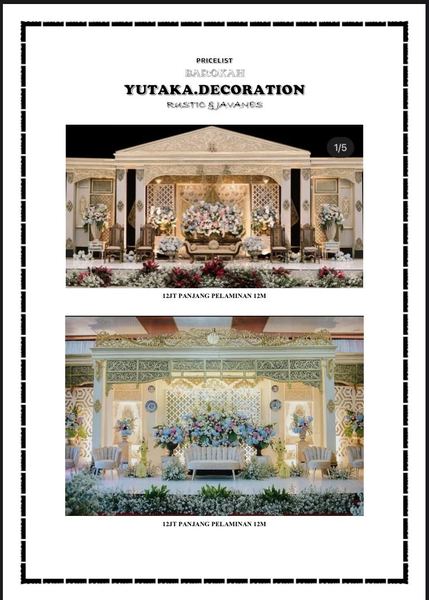 PRICELIST
BAROKAH
YUTAKA.DECORATION
RUSTIC & JAVANES
1/5
12JT PANJANG PELAMINAN 12M
12JT PANJANG PELAMINAN 12M